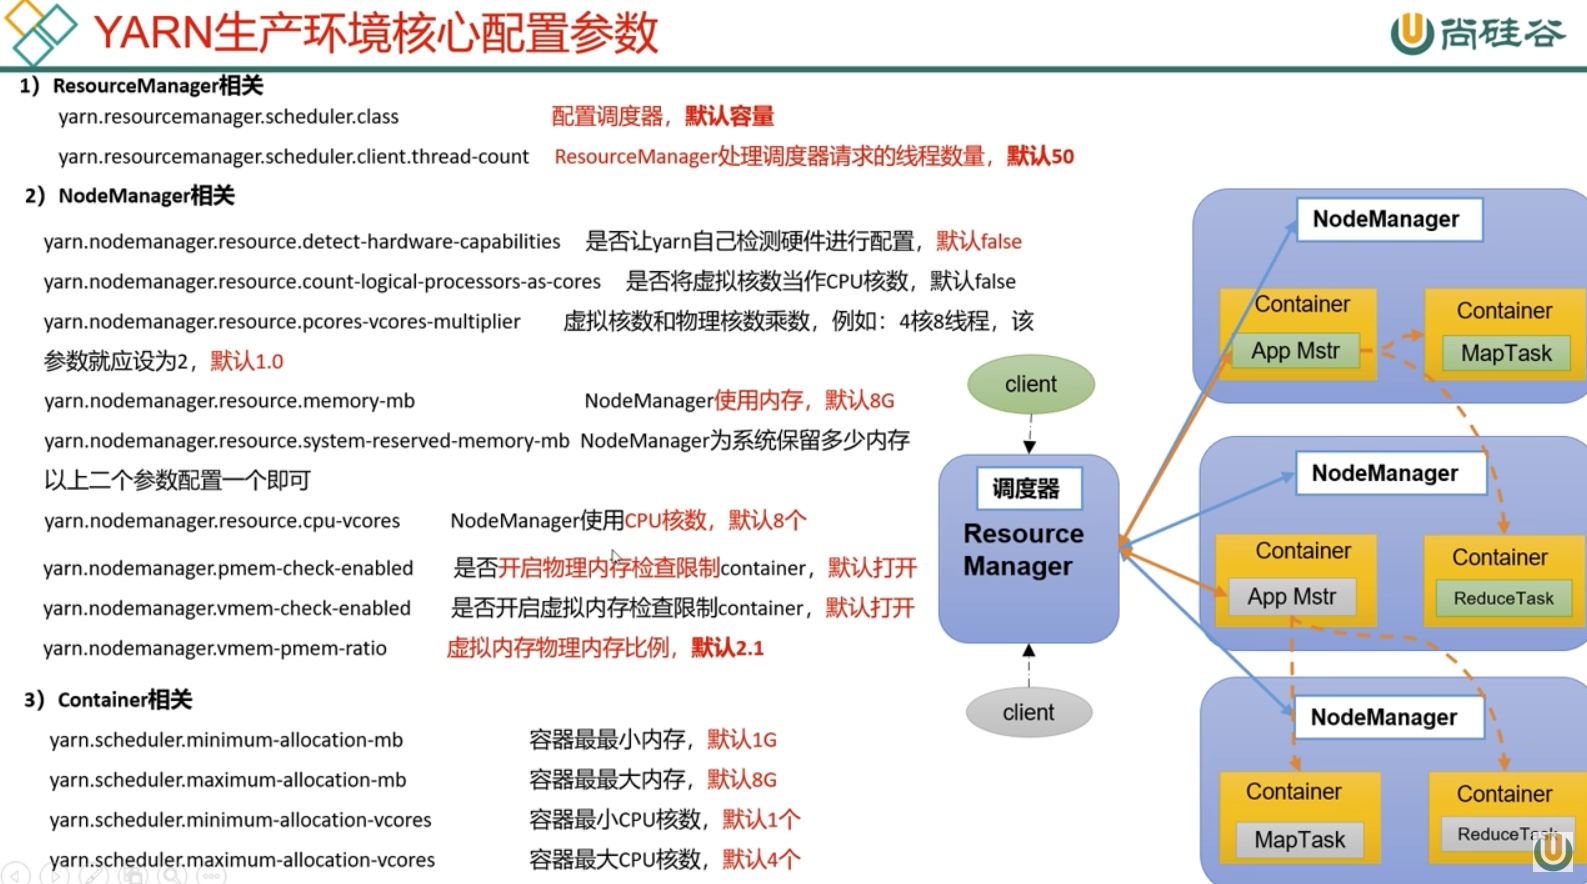 YARN生产环境核心配置参数
尚硅谷
1）ResourceManager相关
yarn.resourcemanager.scheduler.class 配置调度器，默认容量
yarn.resourcemanager.scheduler.client.thread-count ResourceManager处理调度器请求的线程数量，默认50
2）NodeManager相关
yarn.nodemanager.resource.detect-hardware-capabilities 是否让yarn自己检测硬件进行配置，默认false
yarn.nodemanager.resource.count-logical-processors-as-cores 是否将虚拟核数当作CPU核数，默认false
yarn.nodemanager.resource.pcores-vcores-multiplier 虚拟核数和物理核数乘数，例如：4核8线程，该
参数就应设为2，默认1.0
yarn.nodemanager.resource.memory-mb NodeManager使用内存，默认8G
yarn.nodemanager.resource.system-reserved-memory-mb NodeManager为系统保留多少内存
以上二个参数配置一个即可
yarn.nodemanager.resource.cpu-vcores NodeManager使用CPU核数，默认8个
yarn.nodemanager.pmem-check-enabled 是否开启物理内存检查限制container，默认打开
yarn.nodemanager.vmem-check-enabled 是否开启虚拟内存检查限制container，默认打开
yarn.nodemanager.vmem-pmem-ratio 虚拟内存物理内存比例，默认2.1
3）Container相关
yarn.scheduler.minimum-allocation-mb 容器最最小内存，默认1G
yarn.scheduler.maximum-allocation-mb 容器最最大内存，默认8G
yarn.scheduler.minimum-allocation-vcores 容器最小CPU核数，默认1个
yarn.scheduler.maximum-allocation-vcores 容器最大CPU核数，默认4个
client
调度器
Resource
Manager
client
NodeManager
Container
App Mstr
Container
MapTask
NodeManager
Container
App Mstr
Container
ReduceTask
NodeManager
Container
MapTask
Container
ReduceTask